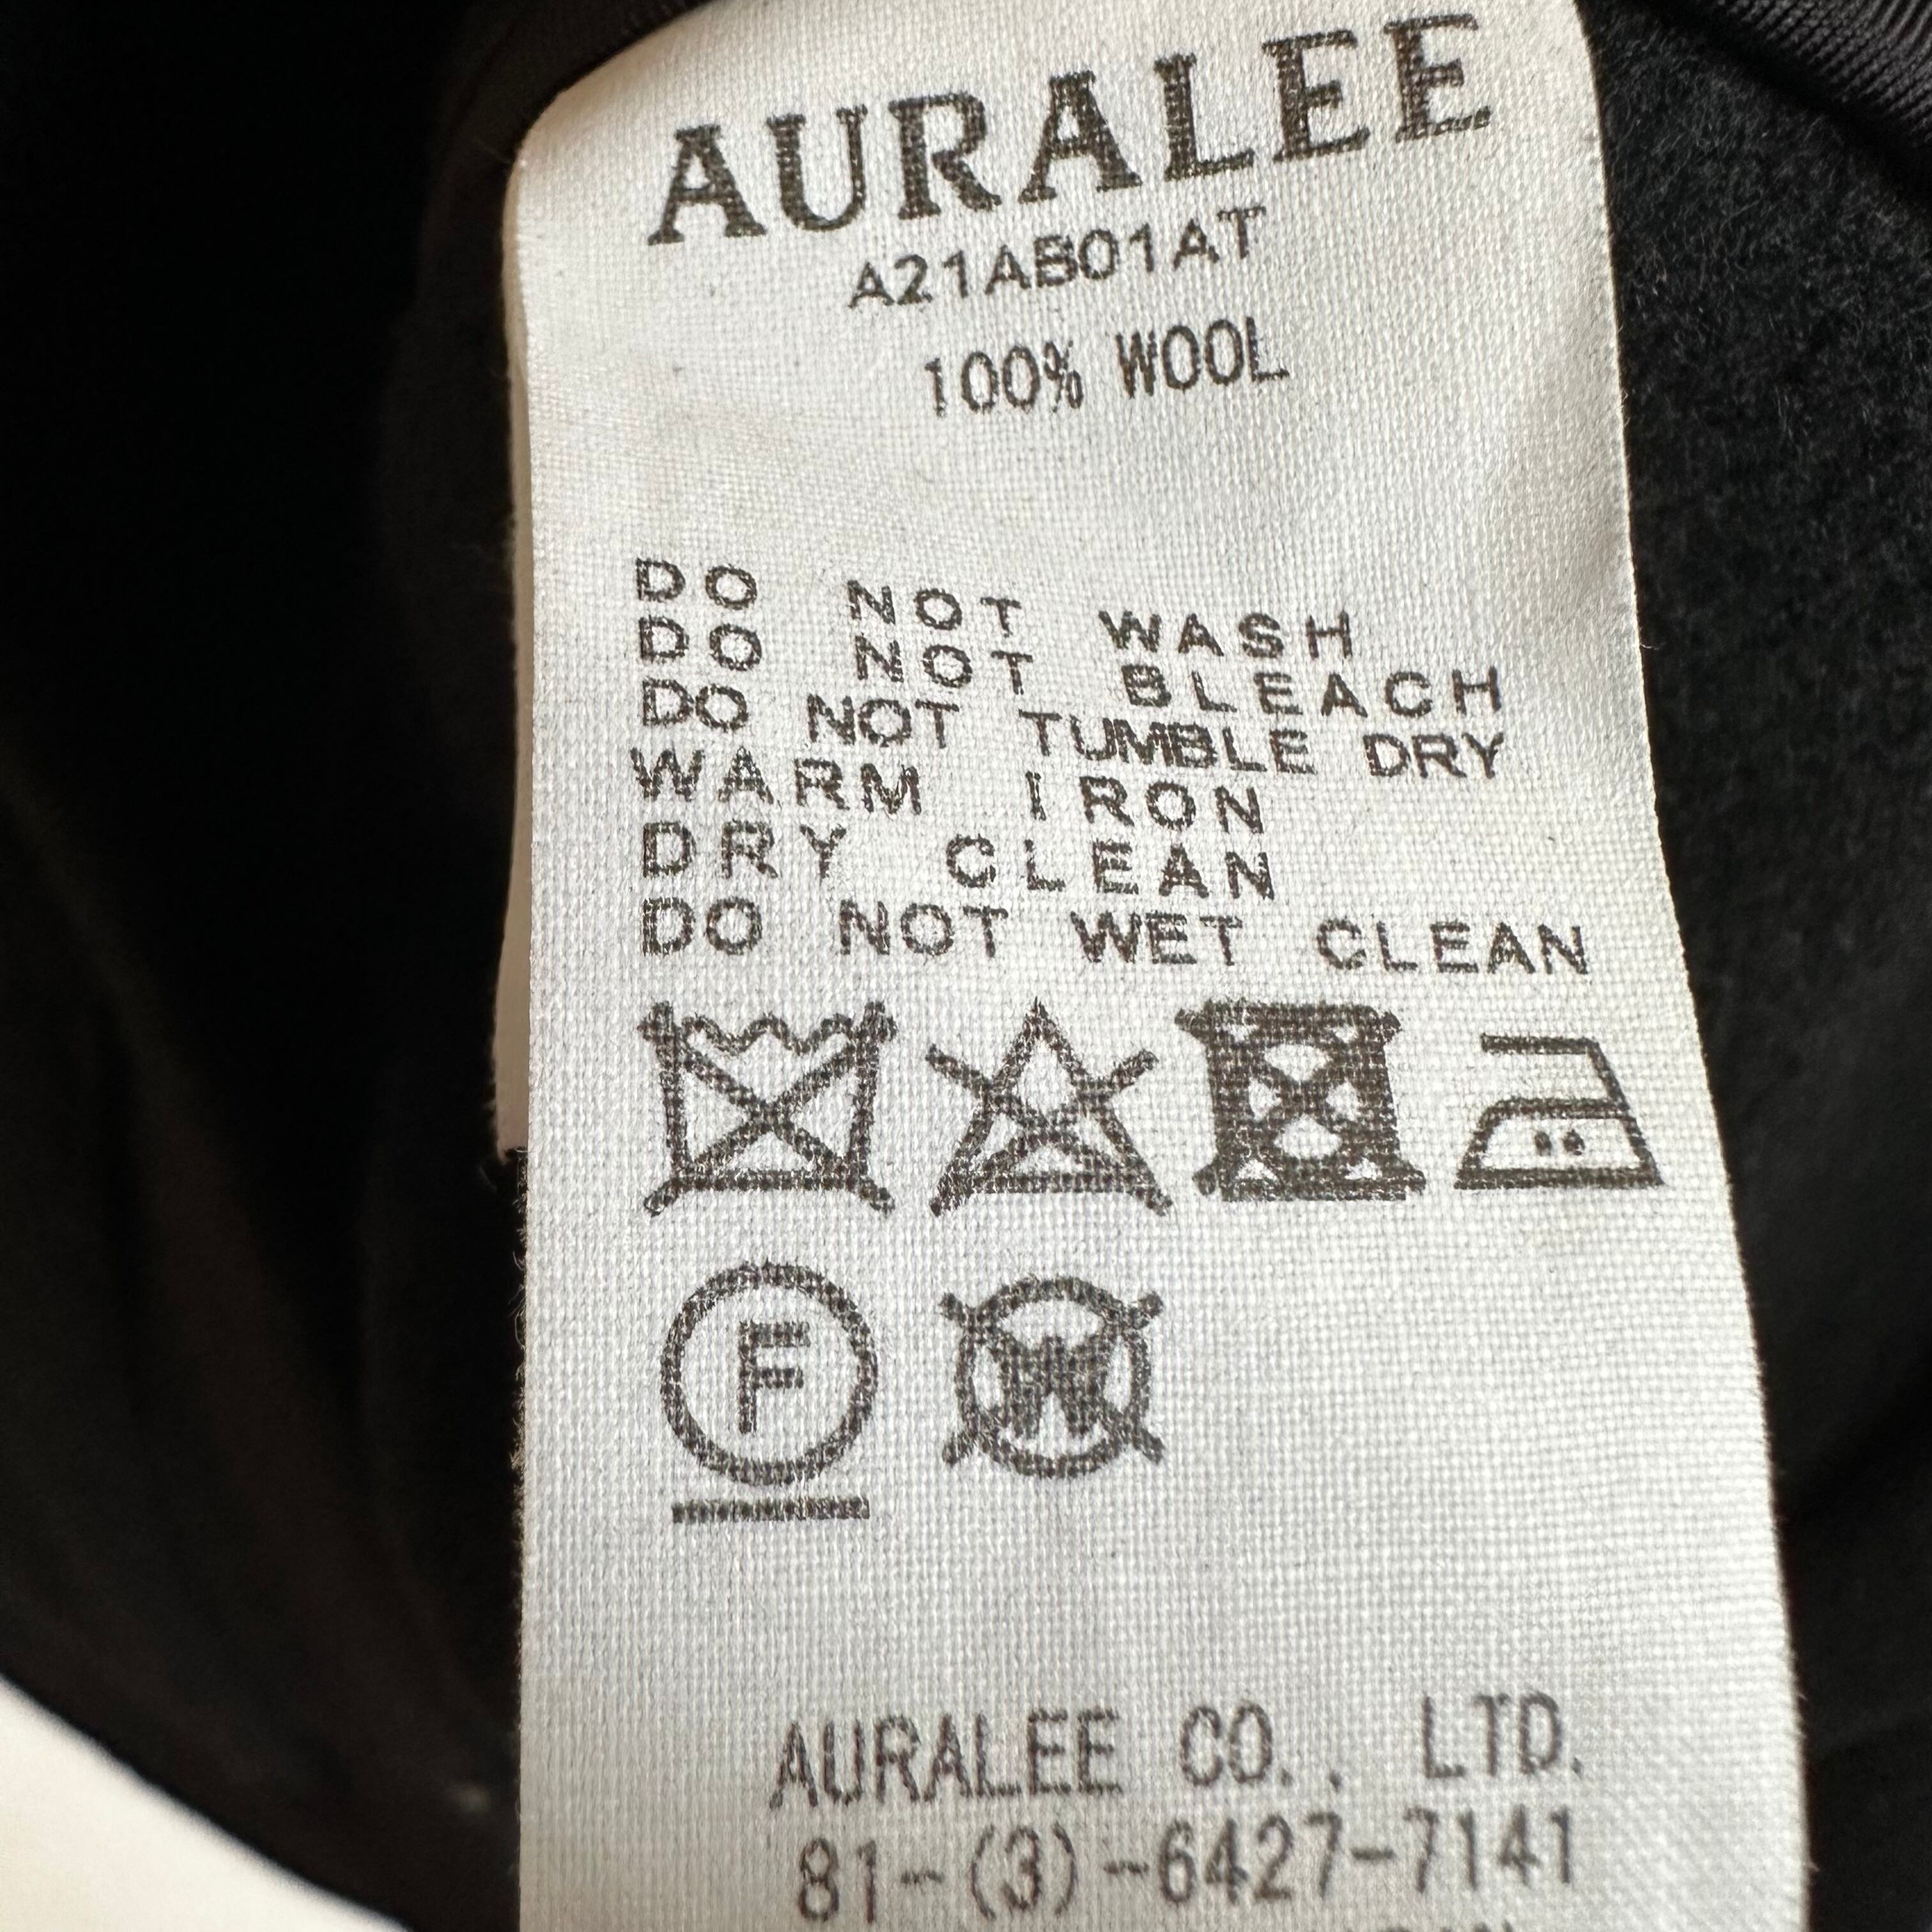 AURALEE
A21AB01AT
100% WOOL
DO NOT WASH
DO NOT BLEACH
DO NOT TUMBLE DRY
WARM IRON
DRY CLEAN
DO NOT WET CLEAN
F
W
AURALEE CO., LTD.
81-(3)-6427-7141